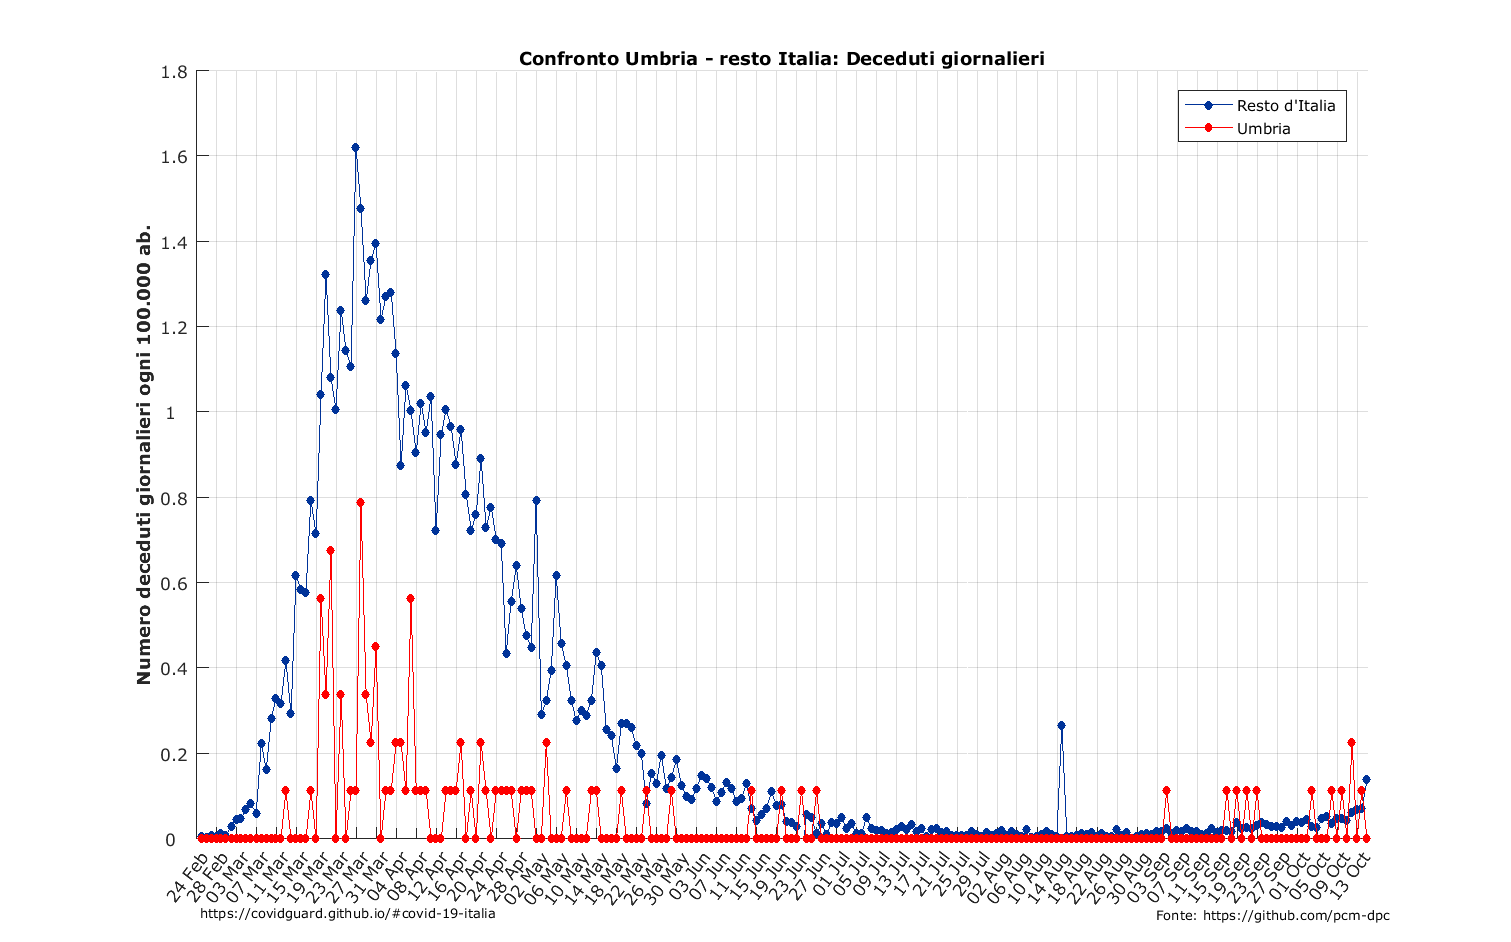 Confronto Umbria - resto Italia: Deceduti giornalieri
Resto d'Italia
Umbria
Numero deceduti giornalieri ogni 100.000 ab.
1.8
1.6
1.4
1.2
1
0.8
0.6
0.4
0.2
0
24 Feb
28 Feb
03 Mar
07 Mar
11 Mar
15 Mar
19 Mar
23 Mar
27 Mar
31 Mar
04 Apr
08 Apr
12 Apr
16 Apr
20 Apr
24 Apr
28 Apr
02 May
06 May
10 May
14 May
18 May
22 May
26 May
30 May
03 Jun
07 Jun
11 Jun
15 Jun
19 Jun
23 Jun
27 Jun
01 Jul
05 Jul
09 Jul
13 Jul
17 Jul
21 Jul
25 Jul
29 Jul
02 Aug
06 Aug
10 Aug
14 Aug
18 Aug
22 Aug
26 Aug
30 Aug
03 Sep
07 Sep
11 Sep
15 Sep
19 Sep
23 Sep
27 Sep
01 Oct
05 Oct
09 Oct
13 Oct
https://covidguard.github.io/#covid-19-italia
Fonte: https://github.com/pcm-dpc